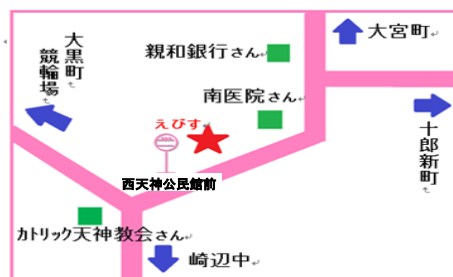 大黒町
競輪場
親和銀行さん
大宮町
南医院さん
えびす
十郎新町
西天神公民館前
カトリック天神教会さん
崎辺中